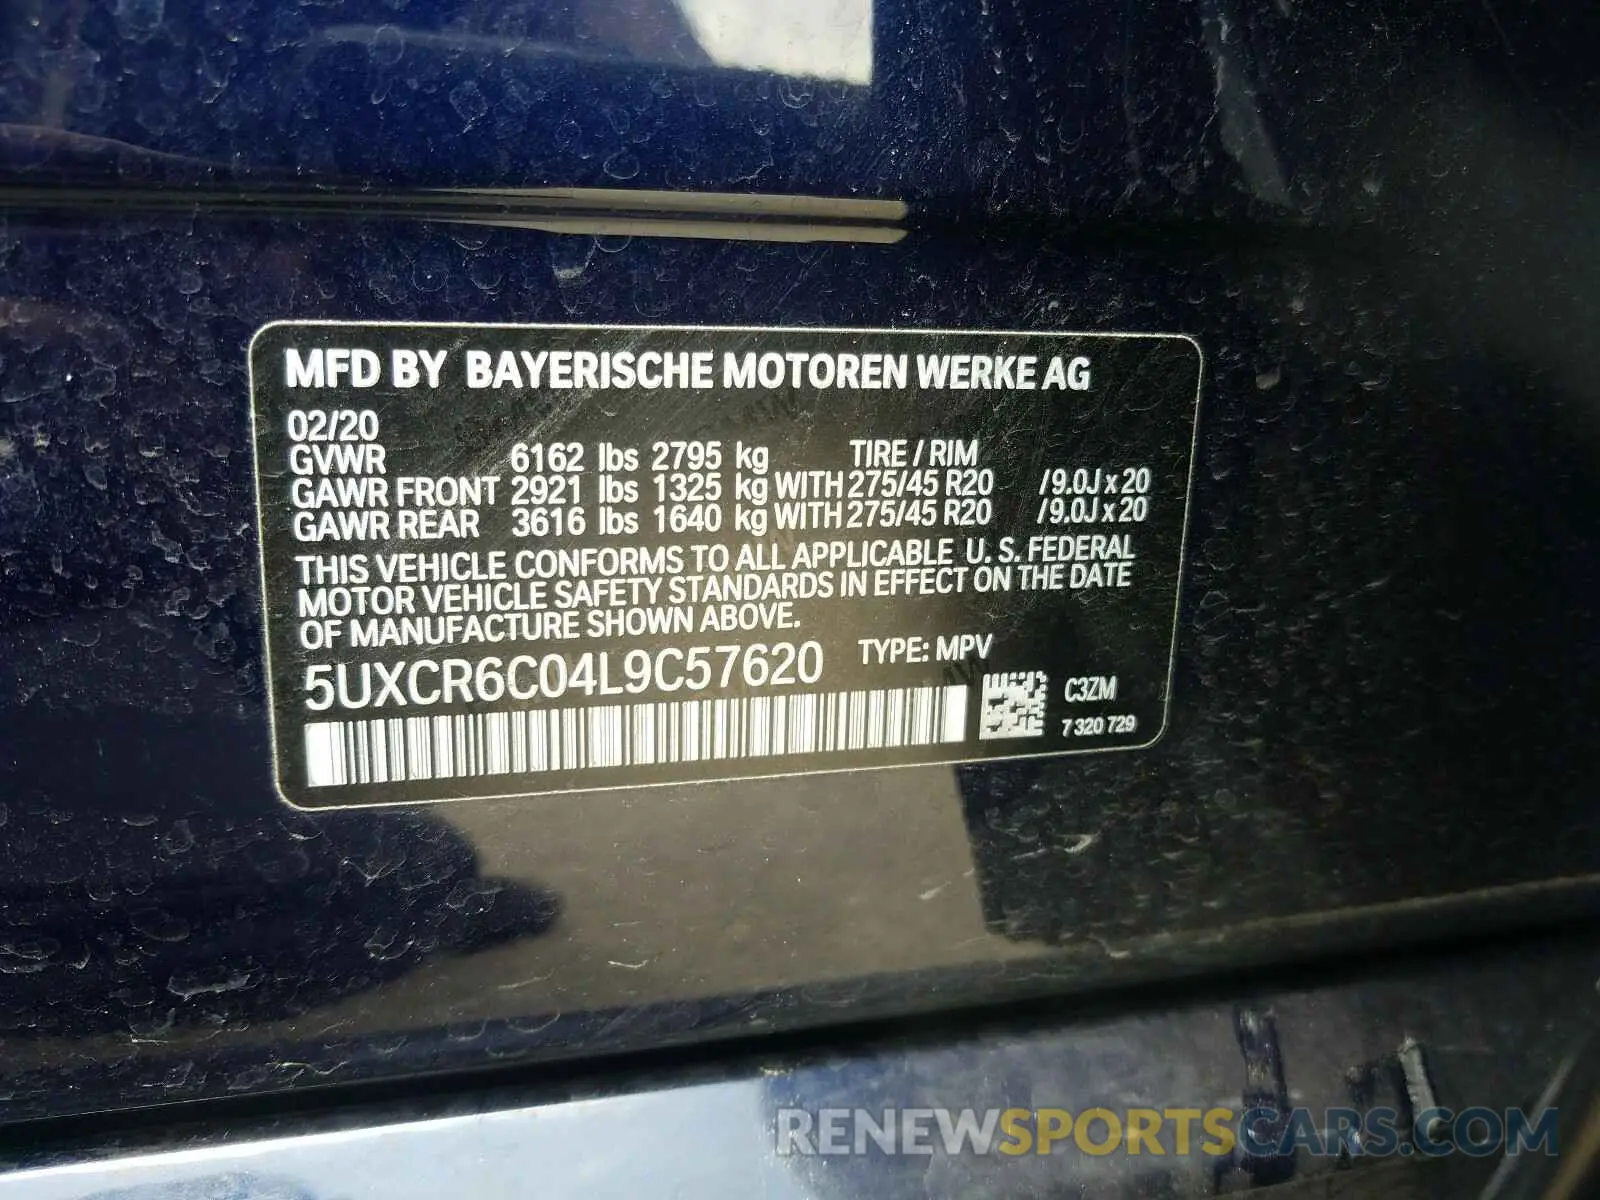 MFD BY BAYERISCHE MOTOREN WERKE AG
02/20
GVWR 6162 lbs 2795 kg TIRE / RIM
GAWR FRONT 2921 lbs 1325 kg WITH 275/45 R20 /9.0J x 20
GAWR REAR 3616 lbs 1640 kg WITH 275/45 R20 /9.0J x 20
THIS VEHICLE CONFORMS TO ALL APPLICABLE U. S. FEDERAL
MOTOR VEHICLE SAFETY STANDARDS IN EFFECT ON THE DATE
OF MANUFACTURE SHOWN ABOVE.
5UXCR6C04L9C57620 TYPE: MPV
C3ZM
7 320 729
RENEWSPORTSCARS.COM